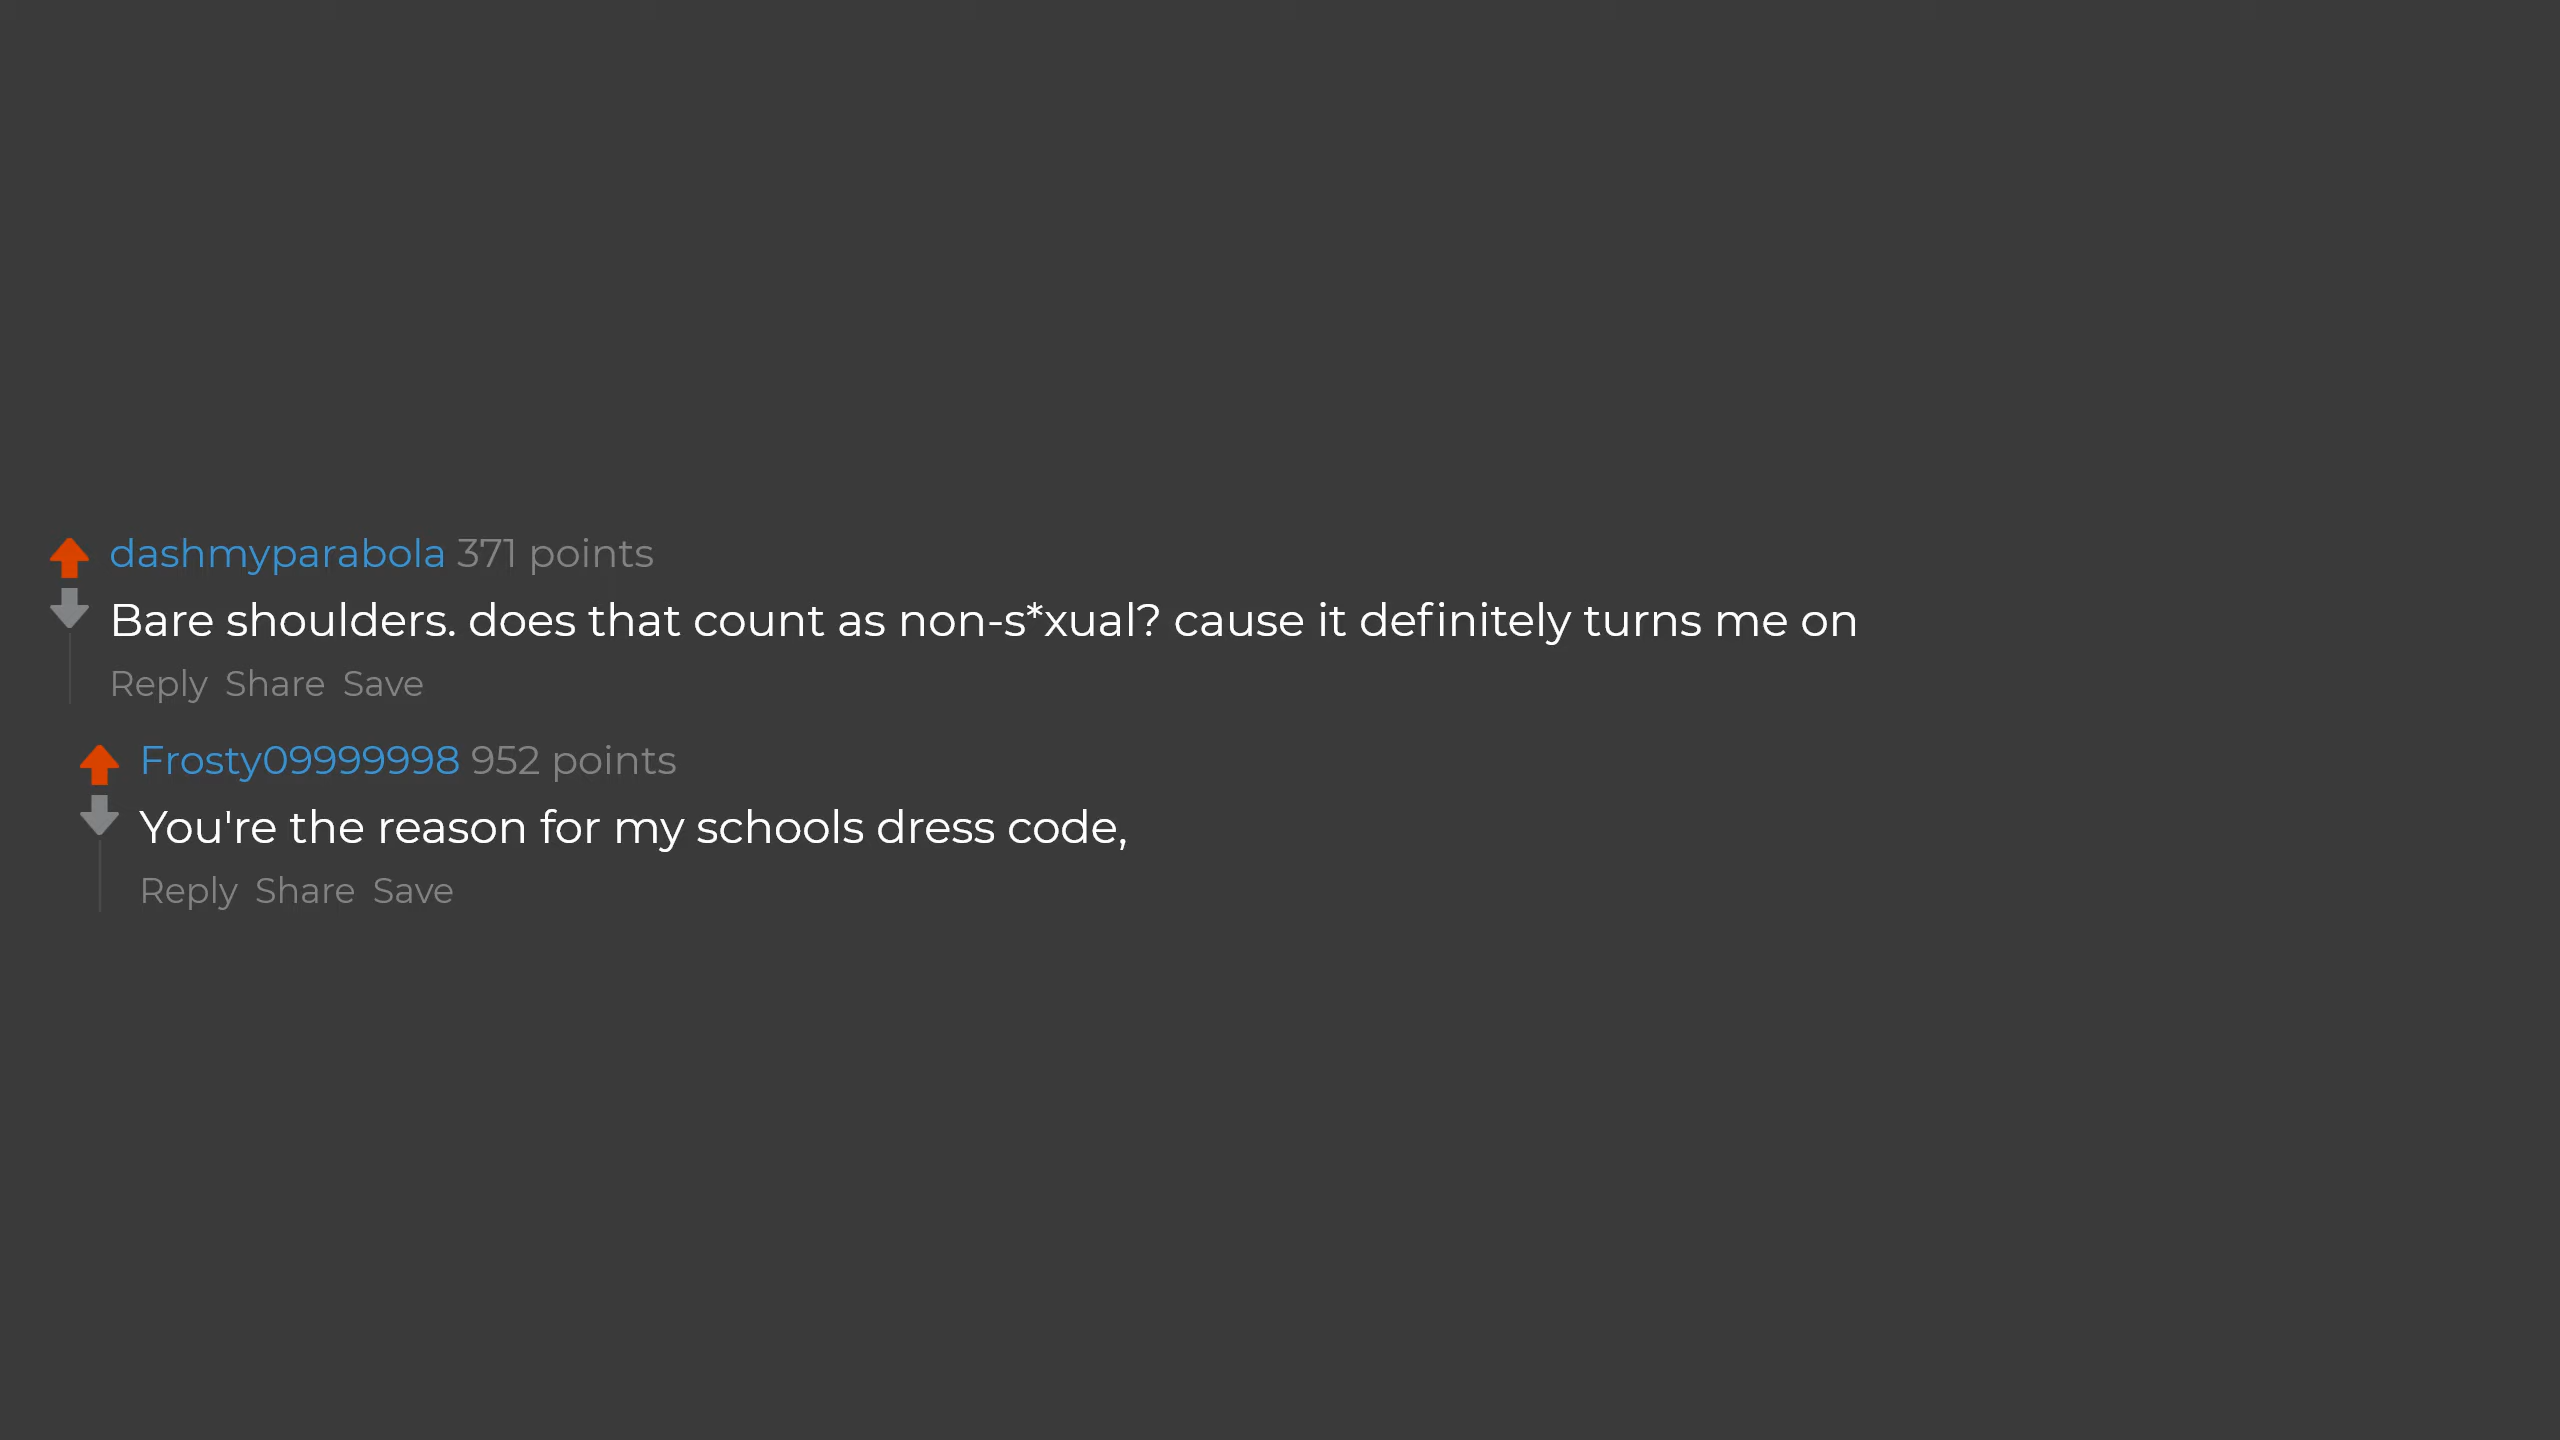 dashmyparabola 371 points
Bare shoulders. does that count as non-s*xual? cause it definitely turns me on
Reply Share Save
Frosty09999998 952 points
You're the reason for my schools dress code,
Reply Share Save